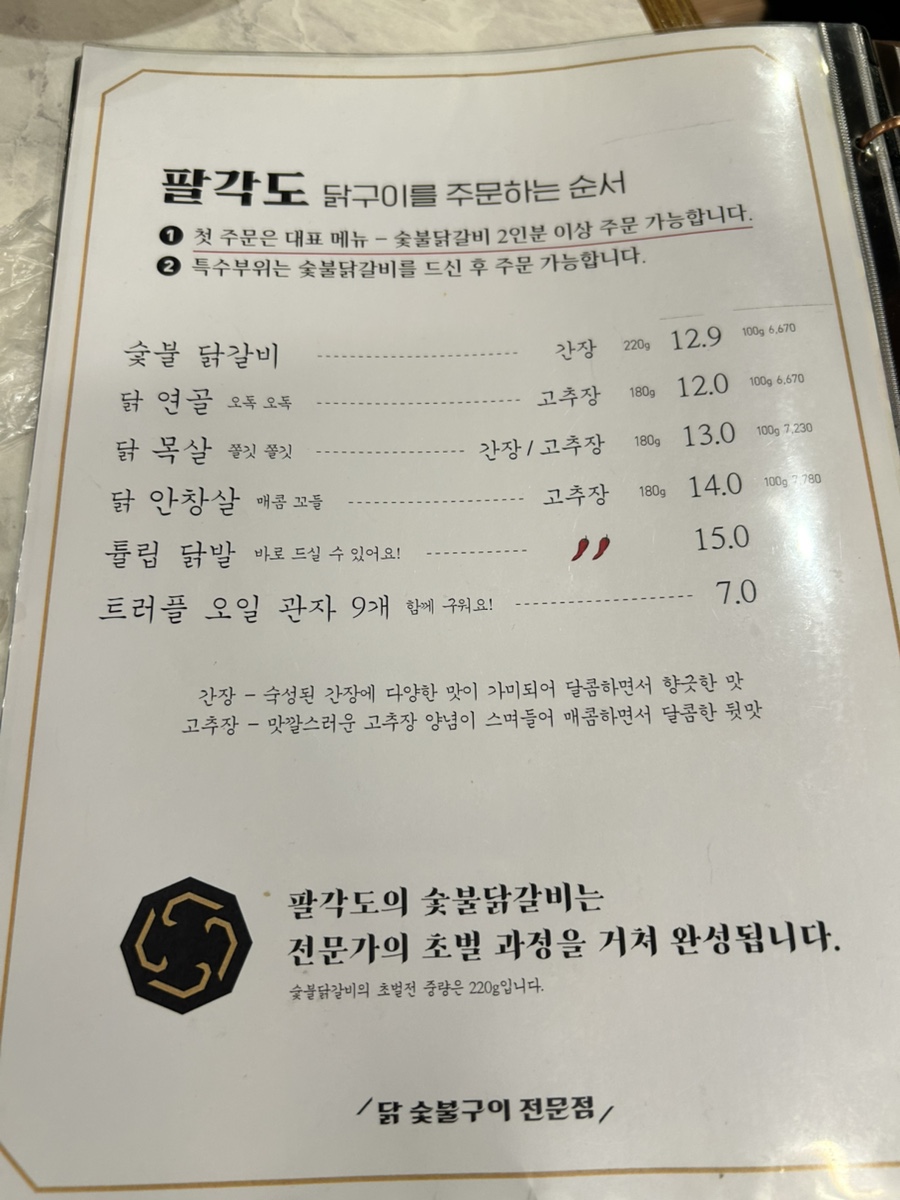 팔각도 닭구이를 주문하는 순서
❶ 첫 주문은 대표 메뉴 - 숯불닭갈비 2인분 이상 주문 가능합니다.
❷ 특수부위는 숯불닭갈비를 드신 후 주문 가능합니다.
숯불 닭갈비 간장 220g 12.9 100g 6,670
닭 연골 오독 오독 고추장 180g 12.0 100g 6,670
닭 목살 쫄깃 쫄깃 간장 / 고추장 180g 13.0 100g 7,230
닭 안창살 매콤 꼬들 고추장 180g 14.0 100g
튤립 닭발 바로 드실 수 있어요! 15.0
트러플 오일 관자 9개 함께 구워요! 7.0
간장 - 숙성된 간장에 다양한 맛이 가미되어 달콤하면서 향긋한 맛
고추장 - 맛깔스러운 고추장 양념이 스며들어 매콤하면서 달콤한 뒷맛
팔각도의 숯불닭갈비는
전문가의 초벌 과정을 거쳐 완성됩니다.
숯불닭갈비의 초벌전 중량은 220g입니다.
/ 닭 숯불구이 전문점 /